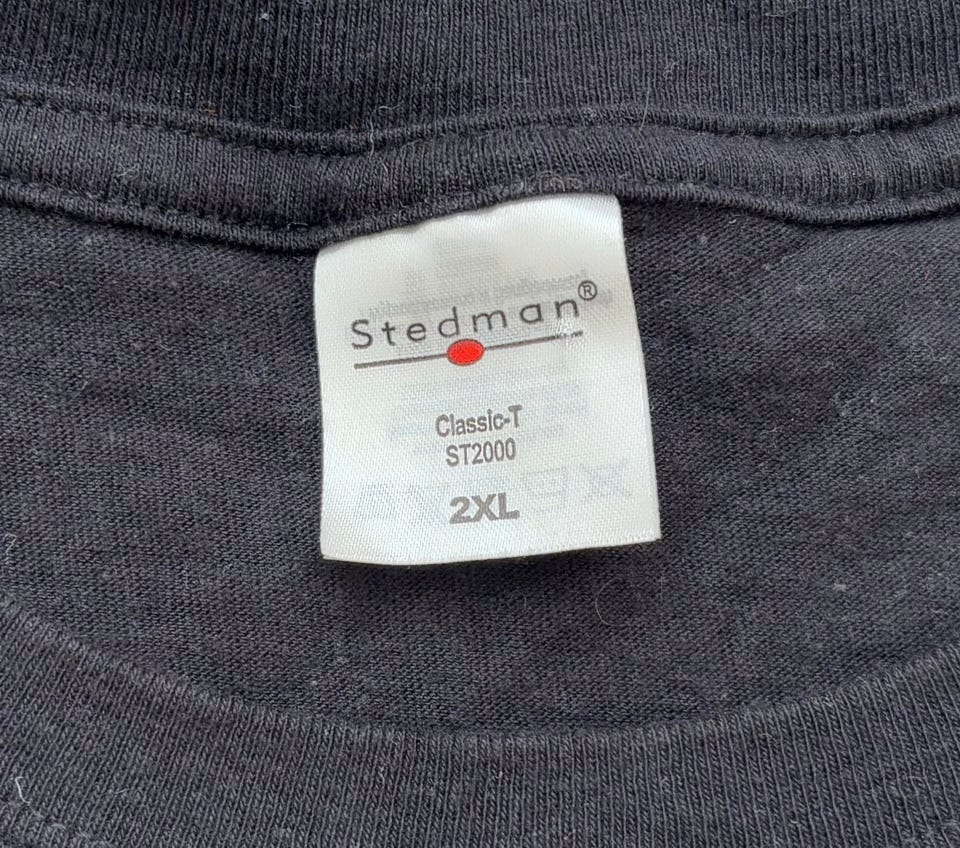 Stedman®
Classic-T
ST2000
2XL